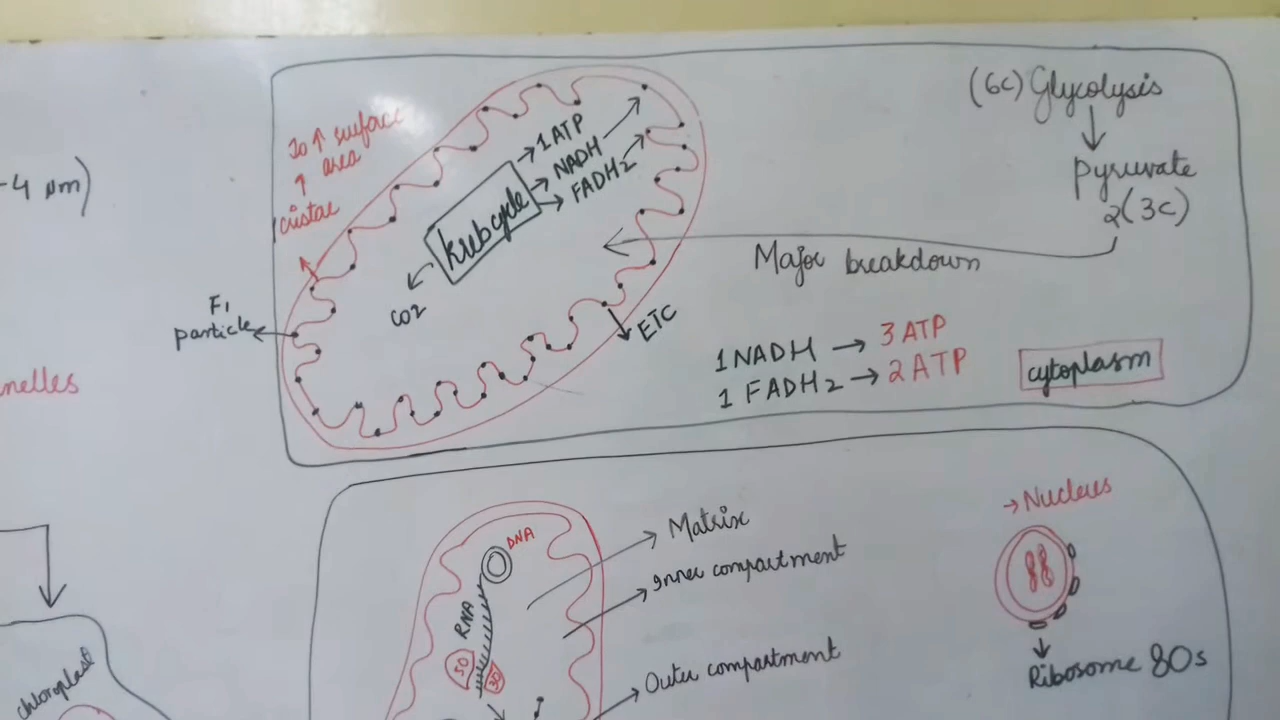 -4 µm)
nelles
chloroplast
To ↑ surface
area
↑
cristae
F1
particle
Kreb cycle
1 ATP
NADH
FADH2
CO2
ETC
(6C) Glycolysis
Pyruvate
2(3C)
Major breakdown
1 NADH → 3 ATP
1 FADH2 → 2 ATP
cytoplasm
DNA
RNA
50
30
→ Matrix
→ Inner compartment
→ Outer compartment
→ Nucleus
Ribosome 80s